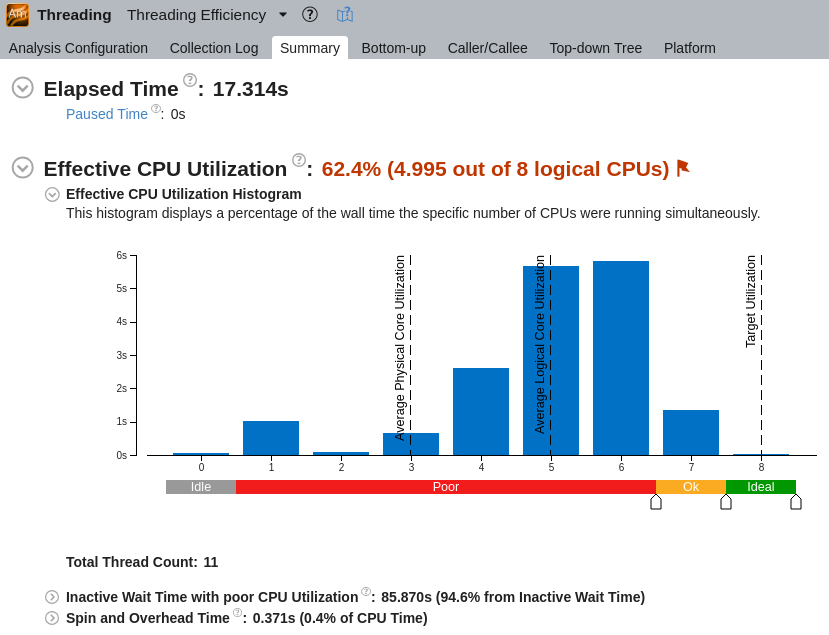 Am Threading Threading Efficiency ?
Analysis Configuration Collection Log Summary Bottom-up Caller/Callee Top-down Tree Platform
Elapsed Time ?: 17.314s
Paused Time ?: 0s
Effective CPU Utilization ?: 62.4% (4.995 out of 8 logical CPUs)
Effective CPU Utilization Histogram
This histogram displays a percentage of the wall time the specific number of CPUs were running simultaneously.
6s
5s
4s
3s
2s
1s
0s
Average Physical Core Utilization
Average Logical Core Utilization
Target Utilization
0 1 2 3 4 5 6 7 8
Idle Poor Ok Ideal
Total Thread Count: 11
Inactive Wait Time with poor CPU Utilization ?: 85.870s (94.6% from Inactive Wait Time)
Spin and Overhead Time ?: 0.371s (0.4% of CPU Time)